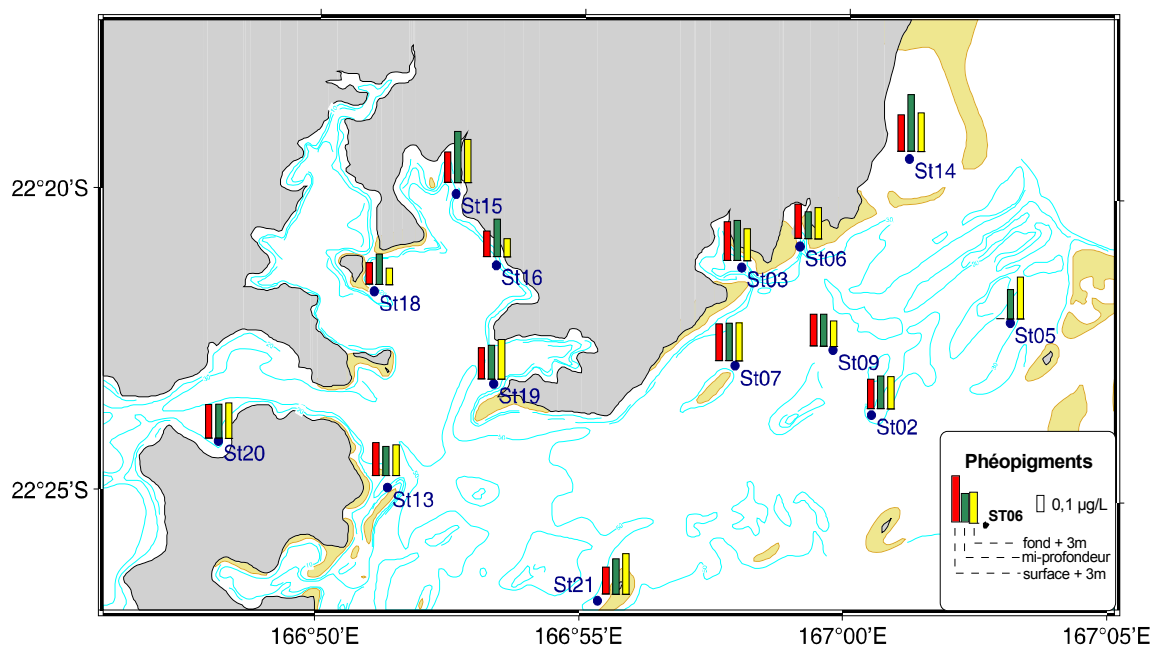 St14
22°20'S
St15
St06
St16
St03
St18
St05
St09
St07
St19
St02
St20
Phéopigments
0,1 µg/L
ST06
22°25'S
St13
fond + 3m
mi-profondeur
surface + 3m
St21
166°50'E
166°55'E
167°00'E
167°05'E